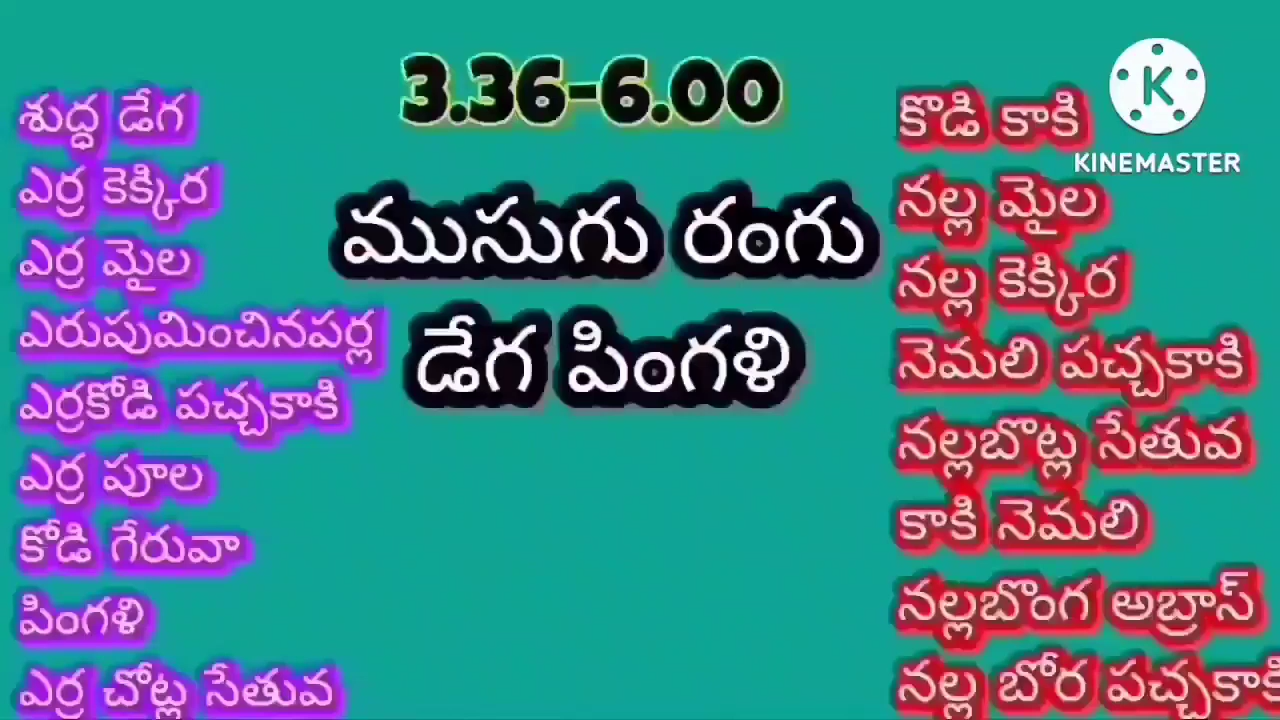 3.36-6.00
ముసుగు రంగు
డేగ పింగళి
శుద్ధ డేగ
ఎర్ర కెక్కిర
ఎర్ర మైల
ఎరుపుమించినపర్ల
ఎర్రకోడి పచ్చకాకి
ఎర్ర పూల
కోడి గేరువా
పింగళి
ఎర్ర చోట్ల సేతువ
కొడి కాకి
నల్ల మైల
నల్ల కెక్కిర
నెమలి పచ్చకాకి
నల్లబొట్ల సేతువ
కాకి నెమలి
నల్లబొంగ అబ్రాస్
నల్ల బోర పచ్చకాకి
K
KINEMASTER